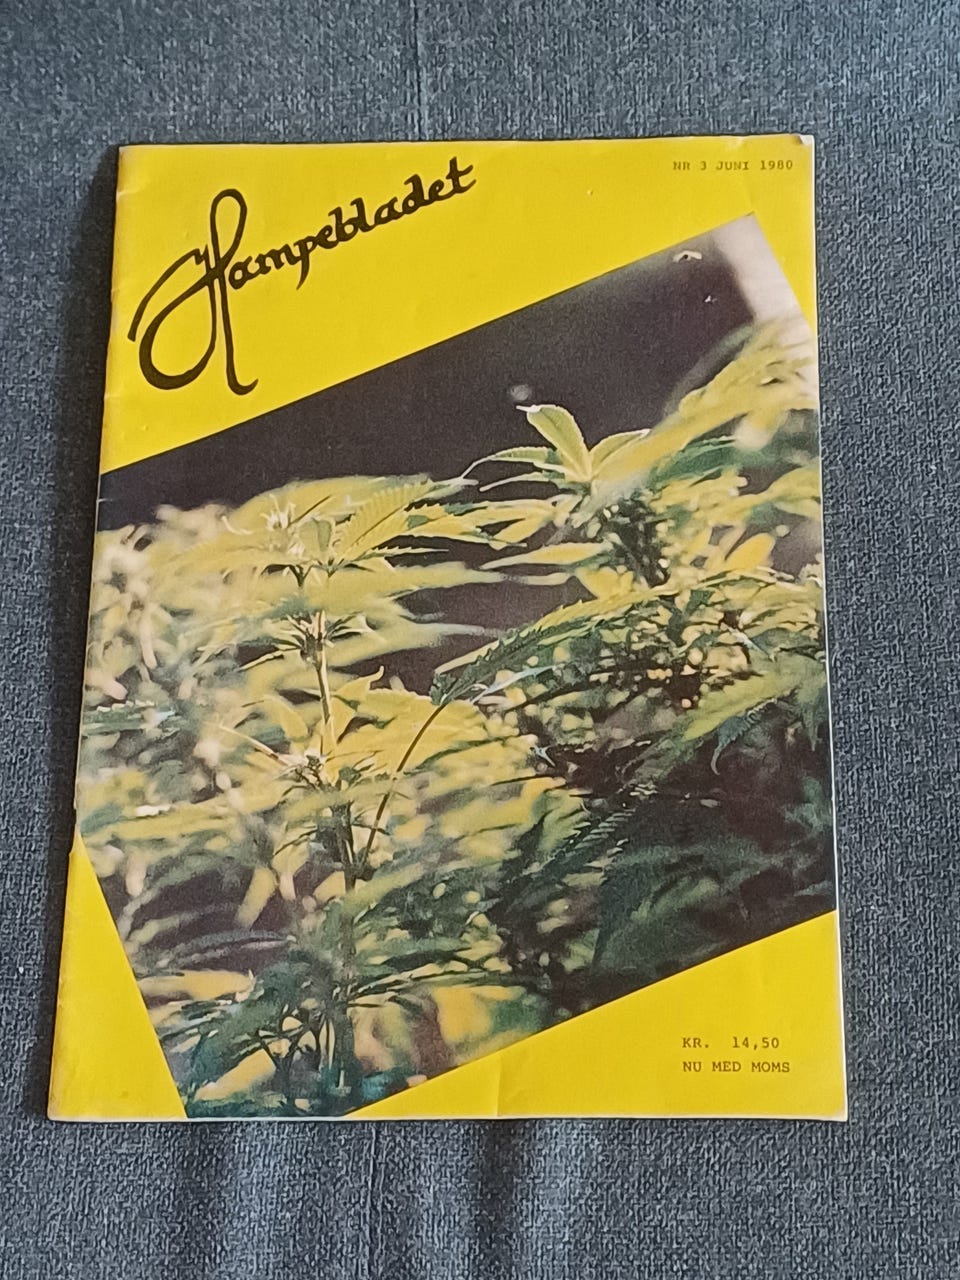 Hampebladet
NR 3 JUNI 1980
KR. 14,50
NU MED MOMS